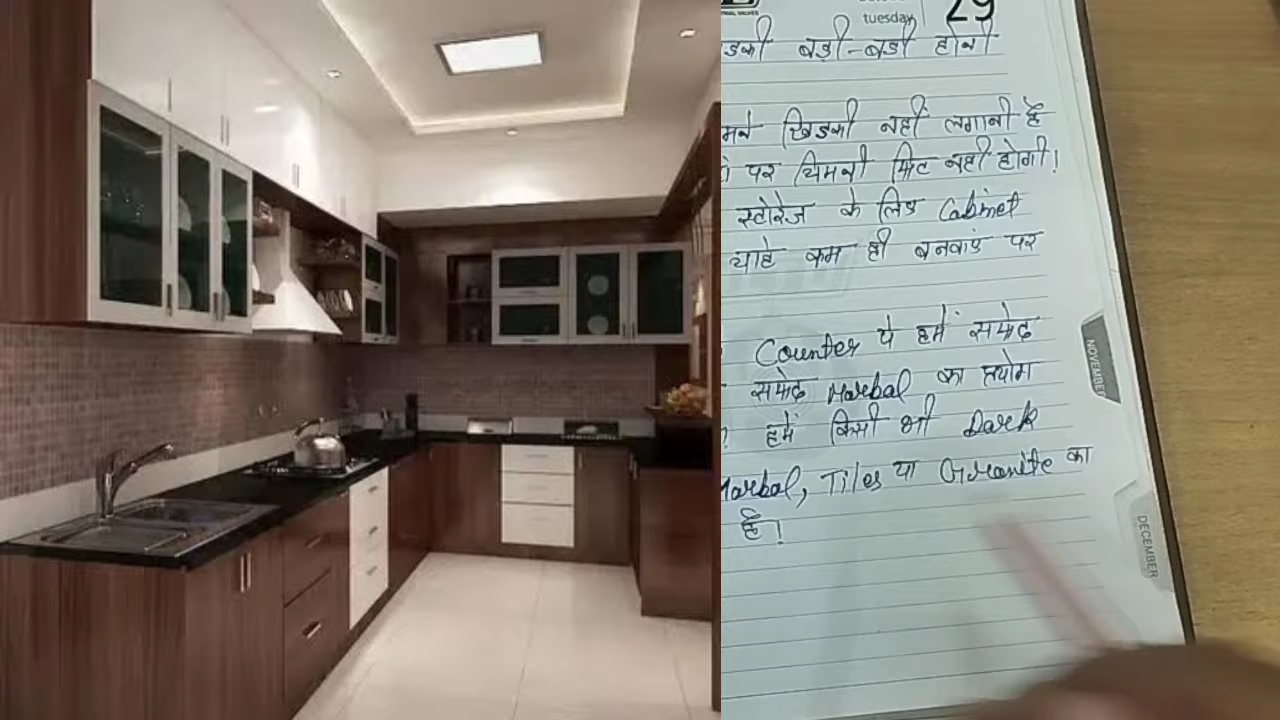 tuesday 29
बड़ी-बडी होनी
खिडकी नहीं लगानी है
पर चिमनी फिट नही होगी!
स्टोरेज के लिए Cabinet
चाहे कम ही बनवाएं पर
Counter पे हमें सफेद
सफेद Marbal का प्रयोग
हमें किसी भी Dark
Marbal, Tiles या Granite का
है!
NOVEMBER
DECEMBER